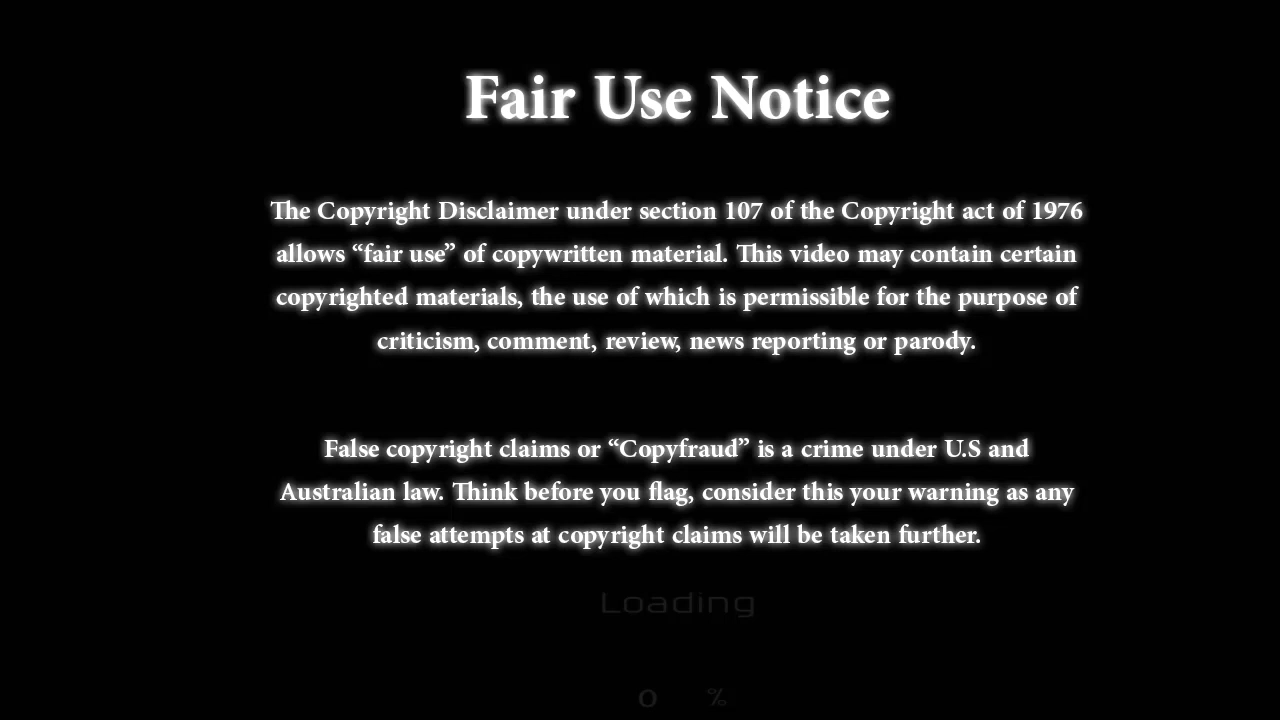 Fair Use Notice
The Copyright Disclaimer under section 107 of the Copyright act of 1976
allows “fair use” of copywritten material. This video may contain certain
copyrighted materials, the use of which is permissible for the purpose of
criticism, comment, review, news reporting or parody.
False copyright claims or “Copyfraud” is a crime under U.S and
Australian law. Think before you flag, consider this your warning as any
false attempts at copyright claims will be taken further.
Loading
0 %